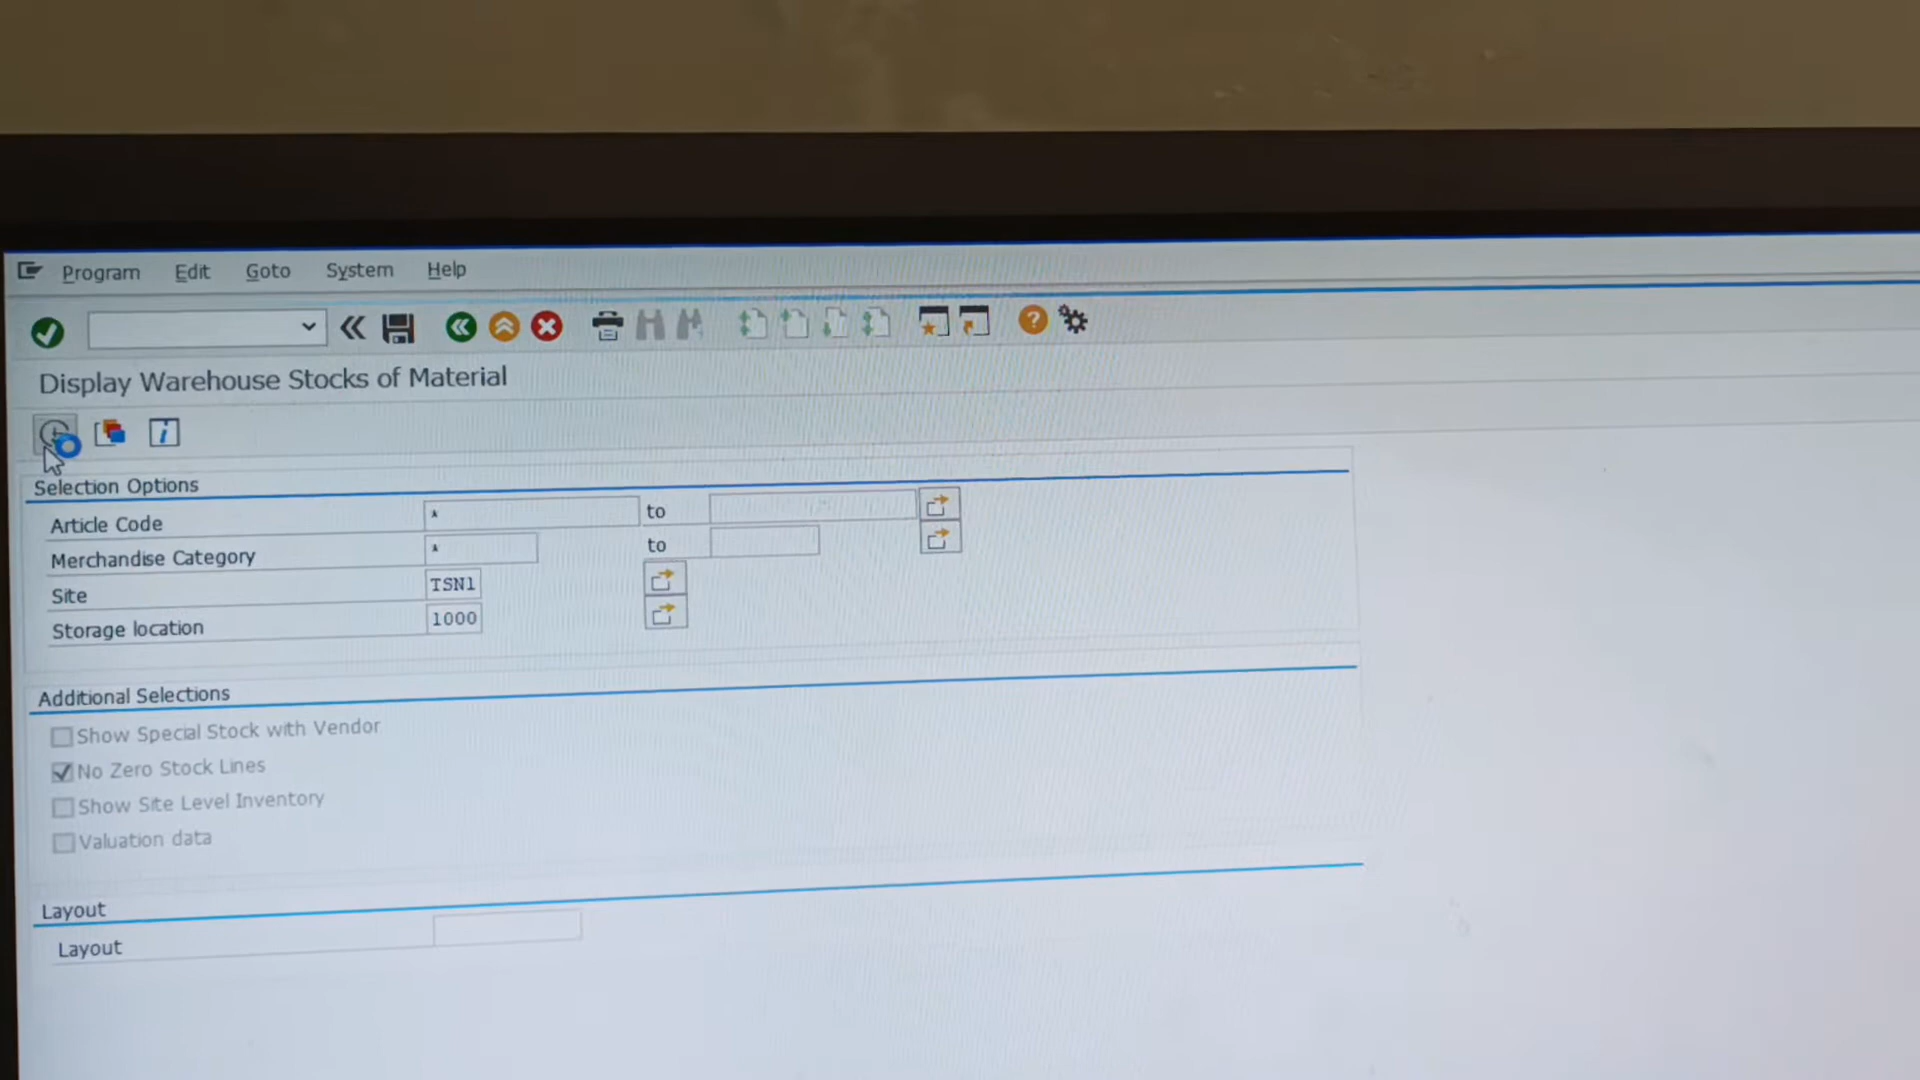 Program Edit Goto System Help
Display Warehouse Stocks of Material
Selection Options
Article Code * to
Merchandise Category * to
Site TSN1
Storage location 1000
Additional Selections
Show Special Stock with Vendor
No Zero Stock Lines
Show Site Level Inventory
Valuation data
Layout
Layout